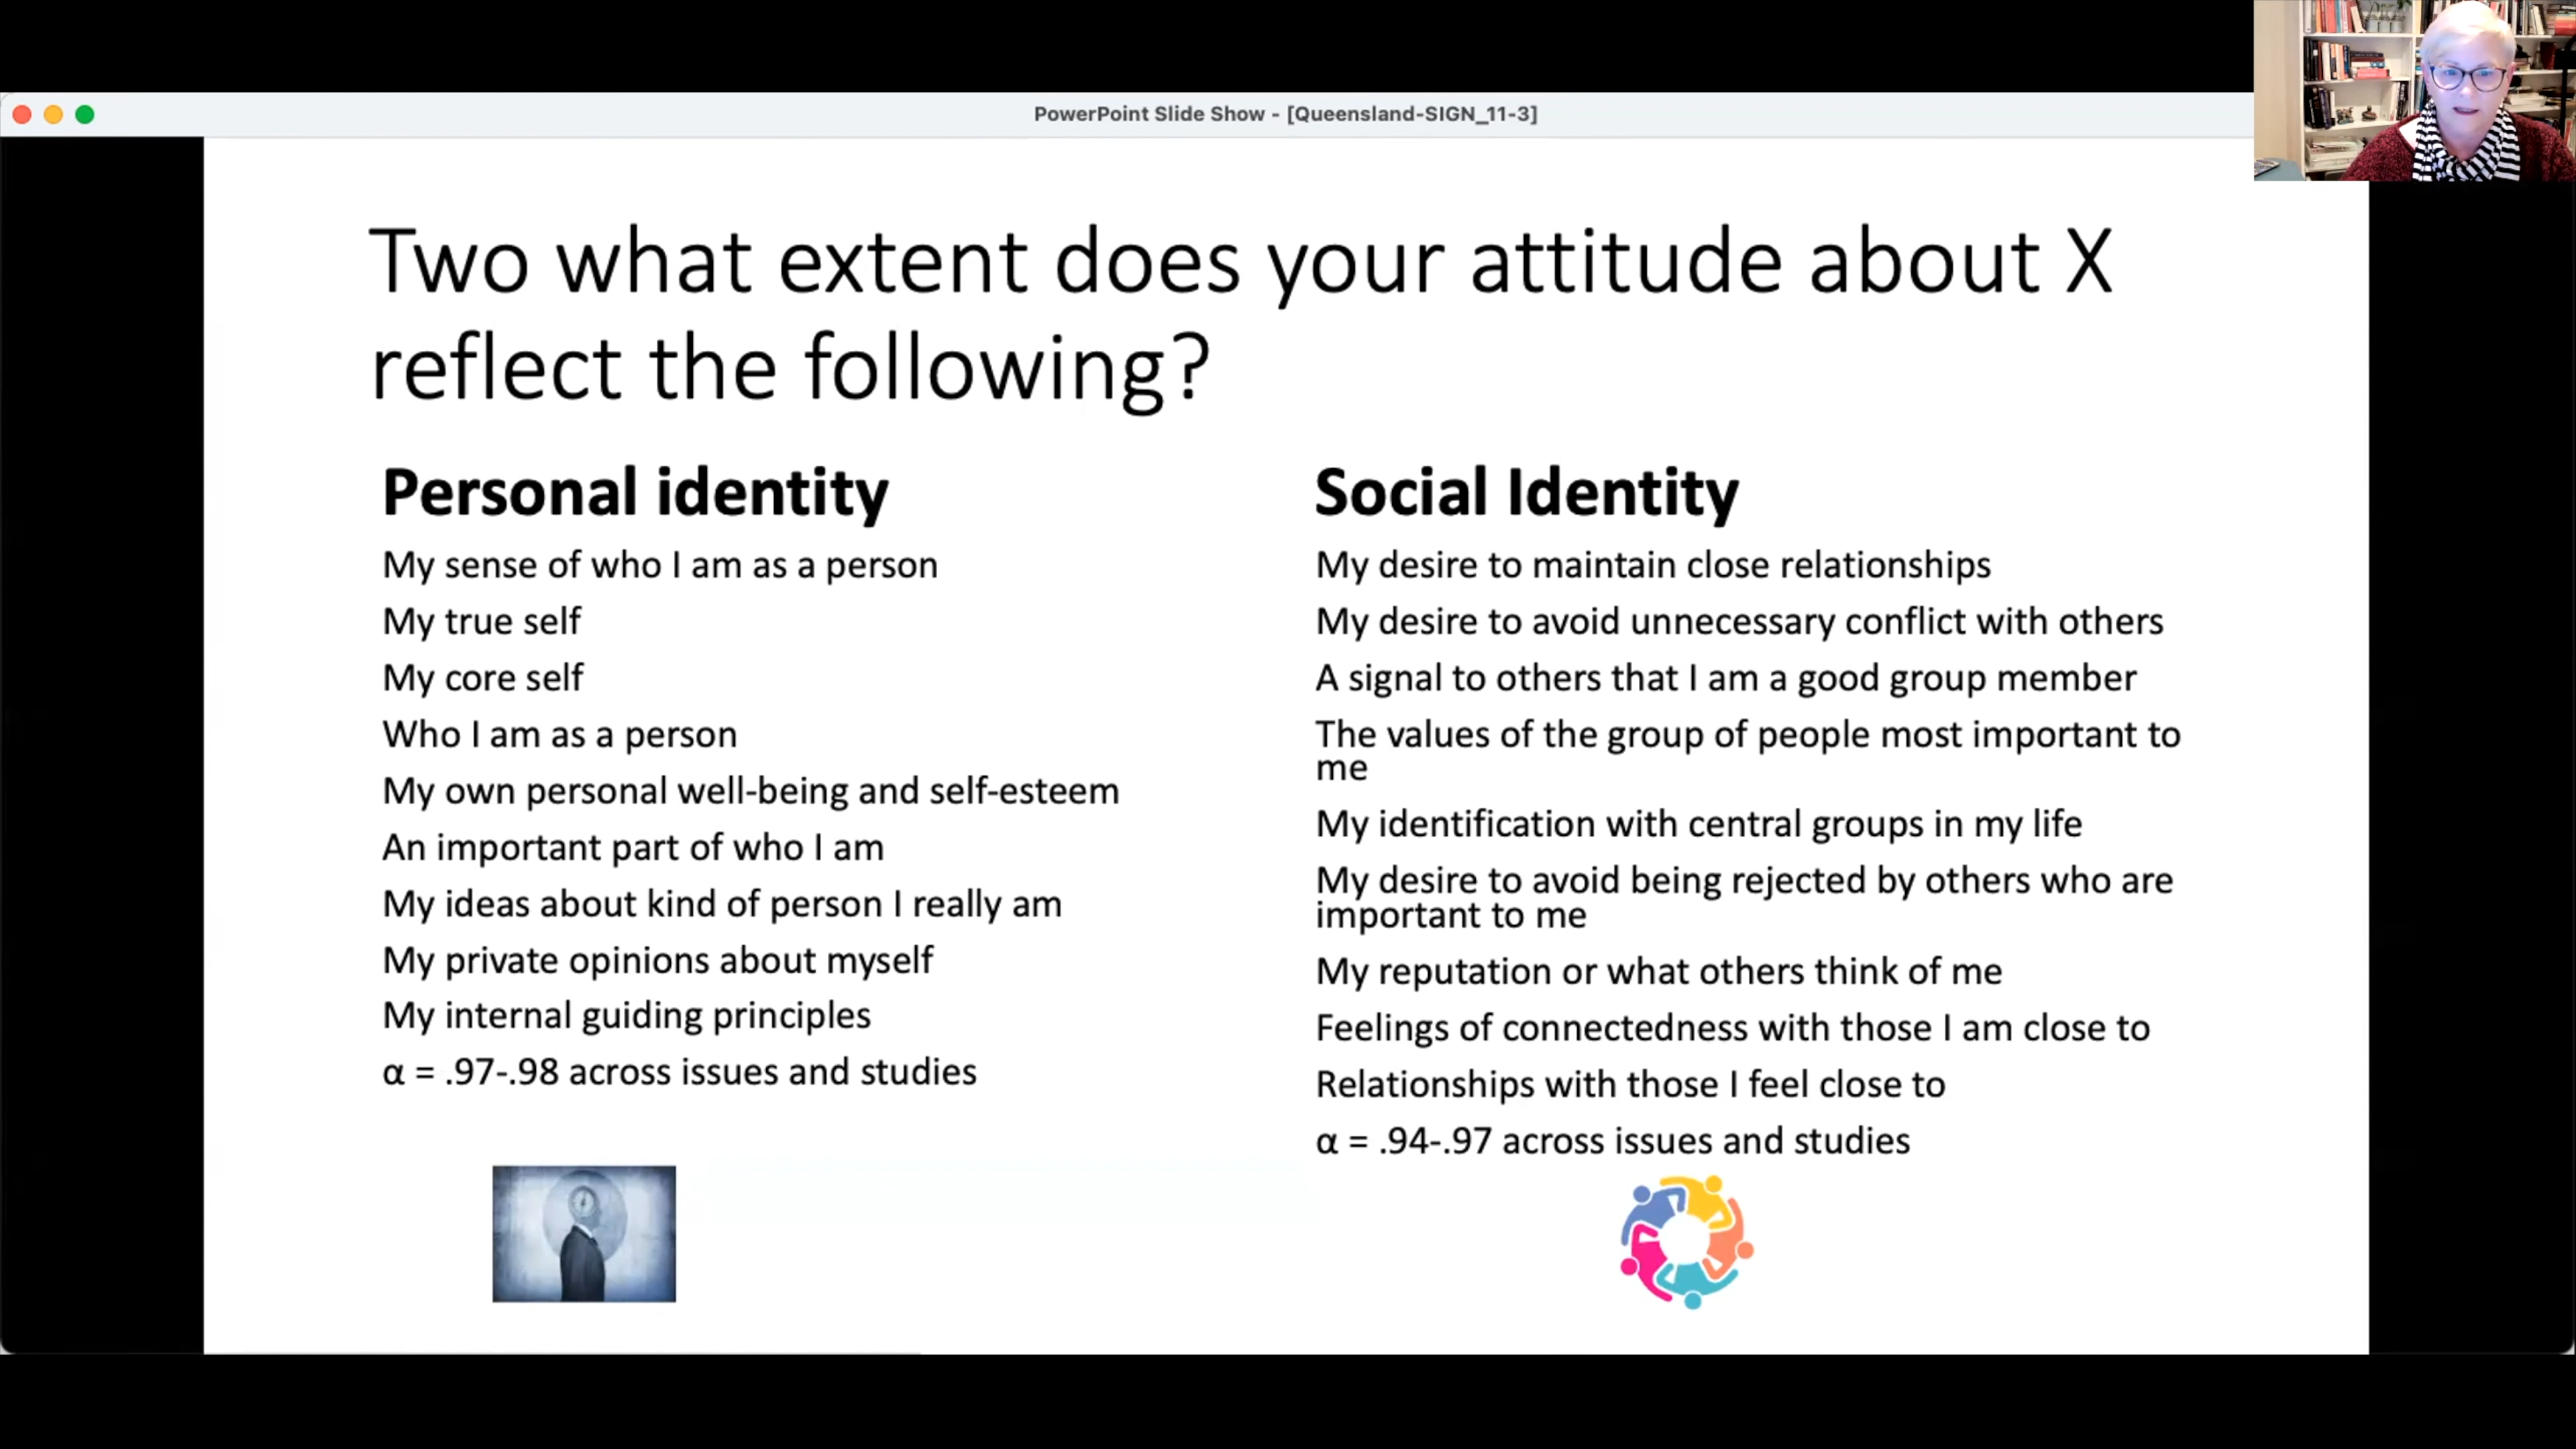 PowerPoint Slide Show - [Queensland-SIGN_11-3]
Two what extent does your attitude about X
reflect the following?
Personal identity
My sense of who I am as a person
My true self
My core self
Who I am as a person
My own personal well-being and self-esteem
An important part of who I am
My ideas about kind of person I really am
My private opinions about myself
My internal guiding principles
α = .97-.98 across issues and studies
Social Identity
My desire to maintain close relationships
My desire to avoid unnecessary conflict with others
A signal to others that I am a good group member
The values of the group of people most important to
me
My identification with central groups in my life
My desire to avoid being rejected by others who are
important to me
My reputation or what others think of me
Feelings of connectedness with those I am close to
Relationships with those I feel close to
α = .94-.97 across issues and studies